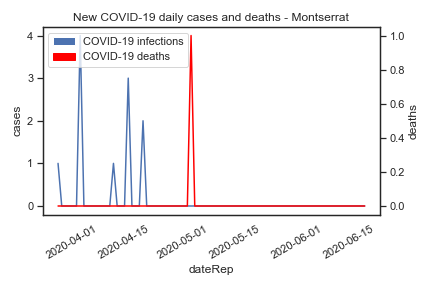 New COVID-19 daily cases and deaths - Montserrat
COVID-19 infections
COVID-19 deaths
4
3
2
1
0
cases
1.0
0.8
0.6
0.4
0.2
0.0
deaths
2020-04-01
2020-04-15
2020-05-01
2020-05-15
2020-06-01
2020-06-15
dateRep